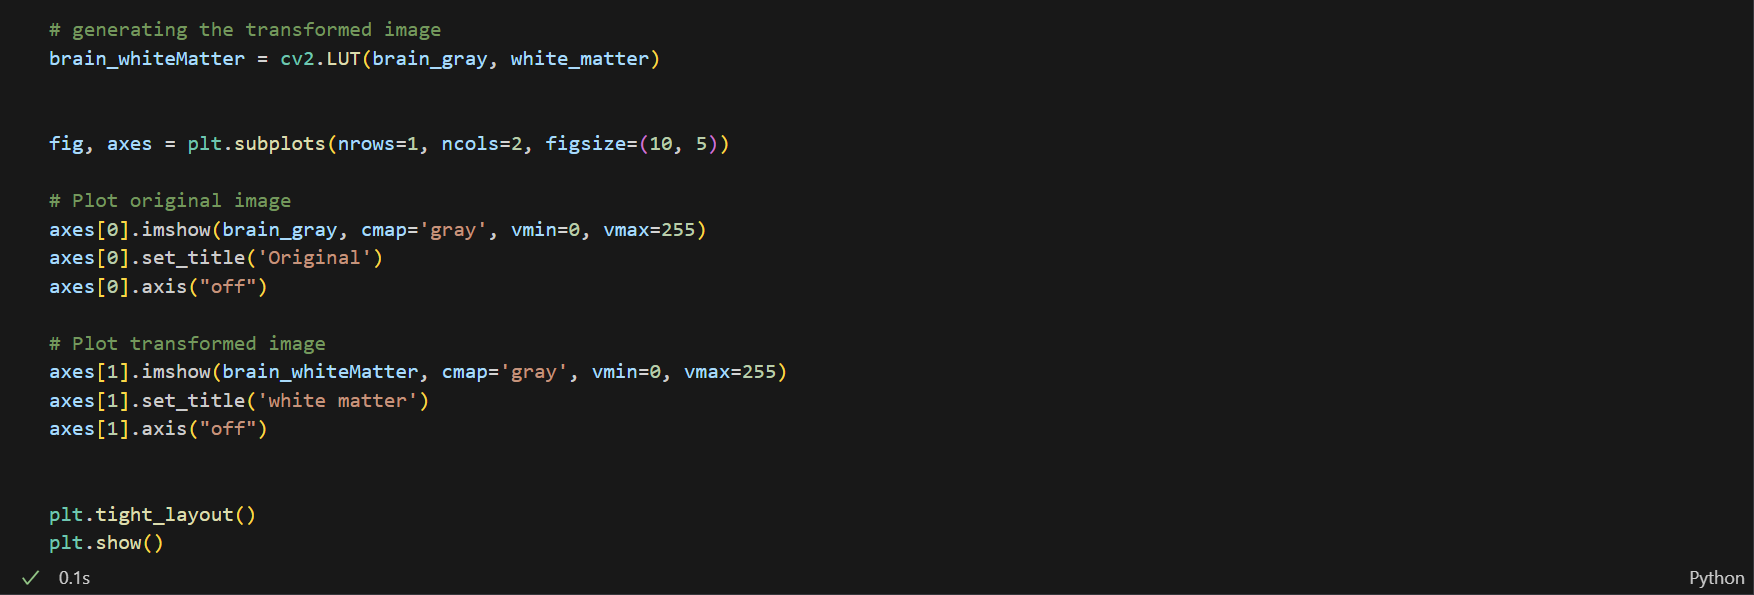 # generating the transformed image
brain_whiteMatter = cv2.LUT(brain_gray, white_matter)
fig, axes = plt.subplots(nrows=1, ncols=2, figsize=(10, 5))
# Plot original image
axes[0].imshow(brain_gray, cmap='gray', vmin=0, vmax=255)
axes[0].set_title('Original')
axes[0].axis("off")
# Plot transformed image
axes[1].imshow(brain_whiteMatter, cmap='gray', vmin=0, vmax=255)
axes[1].set_title('white matter')
axes[1].axis("off")
plt.tight_layout()
plt.show()
0.1s
Python